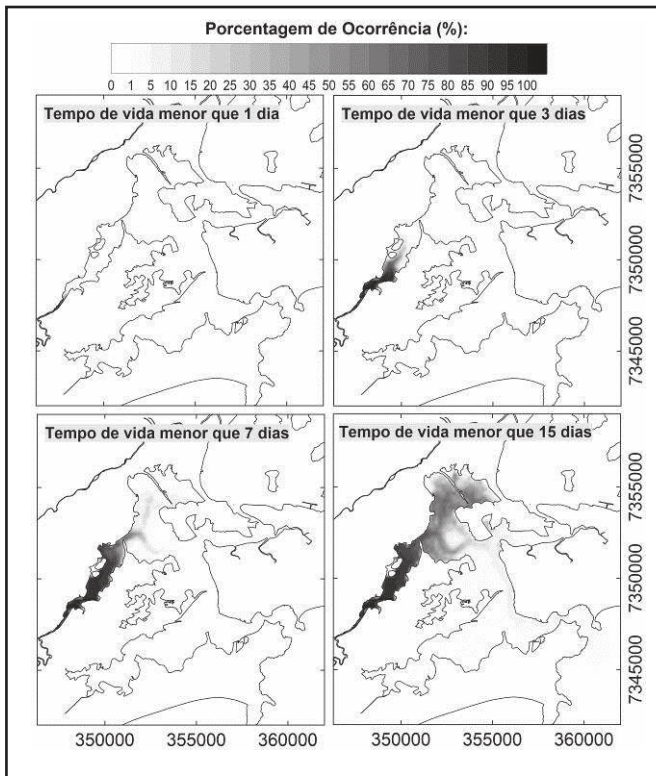 Porcentagem de Ocorrência (%):
0 1 5 10 15 20 25 30 35 40 45 50 55 60 65 70 75 80 85 90 95 100
Tempo de vida menor que 1 dia
Tempo de vida menor que 3 dias
7355000
7350000
7345000
Tempo de vida menor que 7 dias
Tempo de vida menor que 15 dias
7355000
7350000
7345000
350000 355000 360000
350000 355000 360000